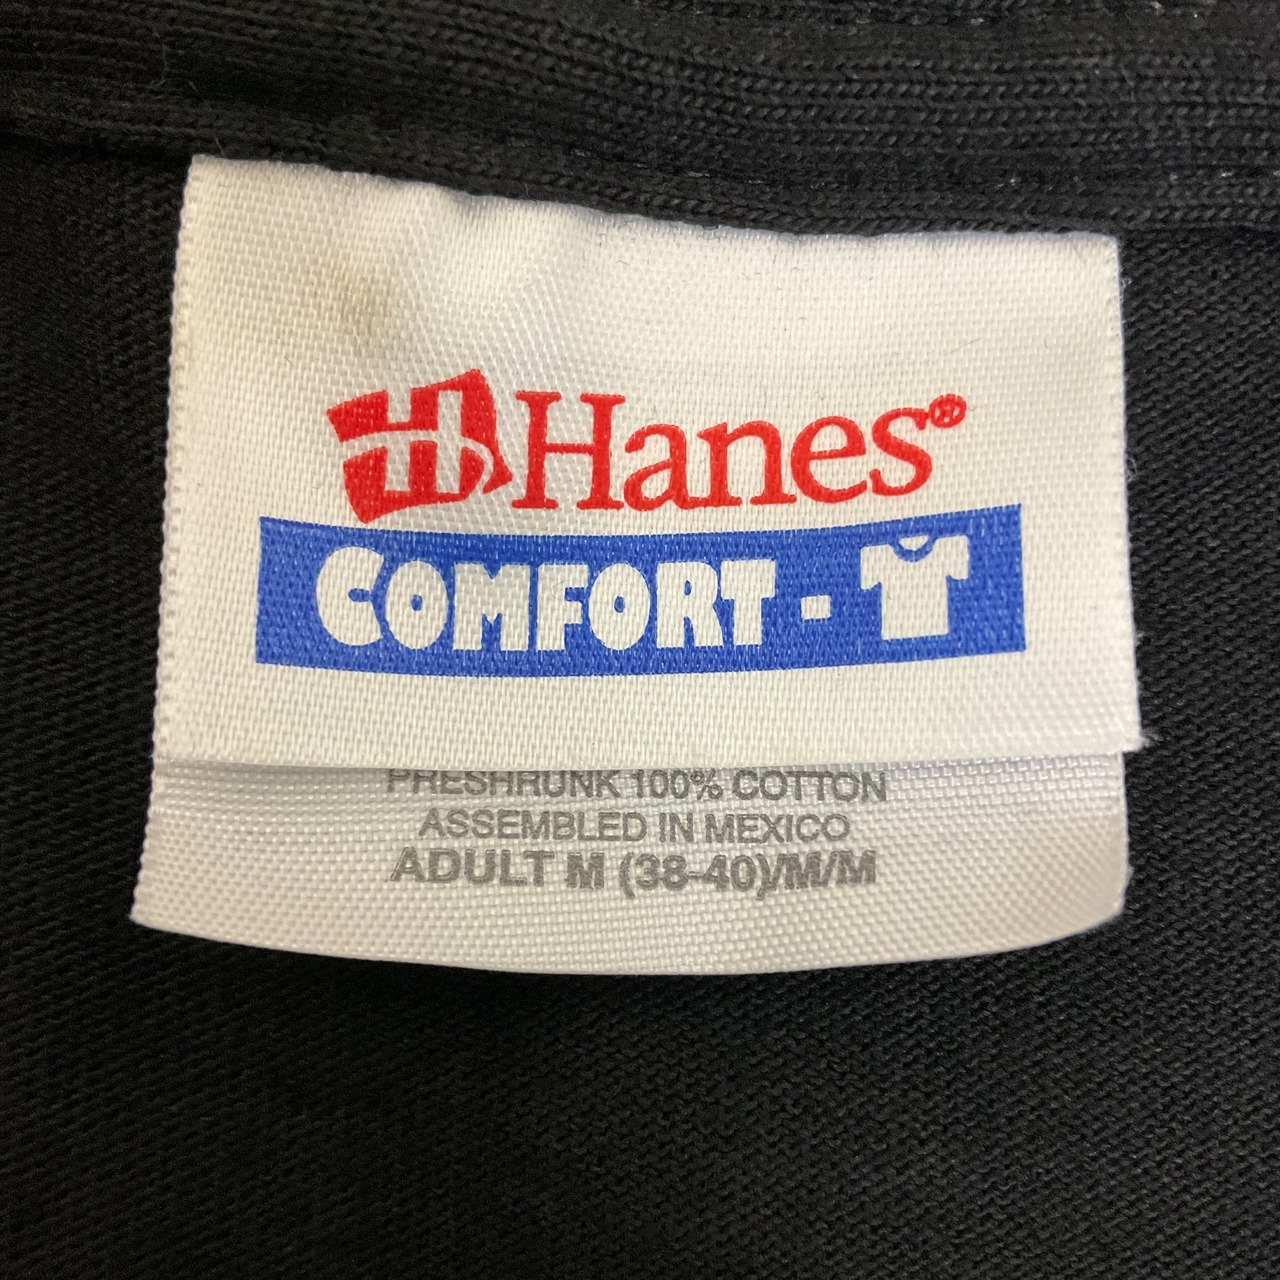 Hanes®
COMFORT -
PRESHRUNK 100% COTTON
ASSEMBLED IN MEXICO
ADULT M (38-40)/M/M